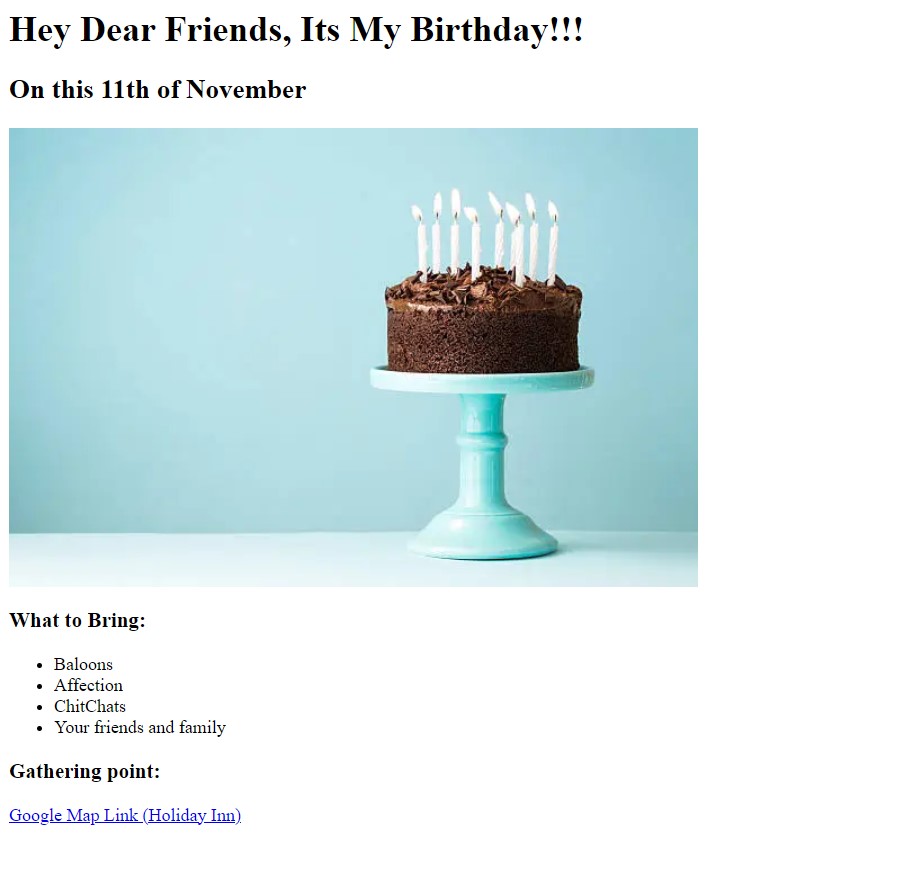 Hey Dear Friends, Its My Birthday!!!
On this 11th of November
What to Bring:
Baloons
Affection
ChitChats
Your friends and family
Gathering point:
Google Map Link (Holiday Inn)